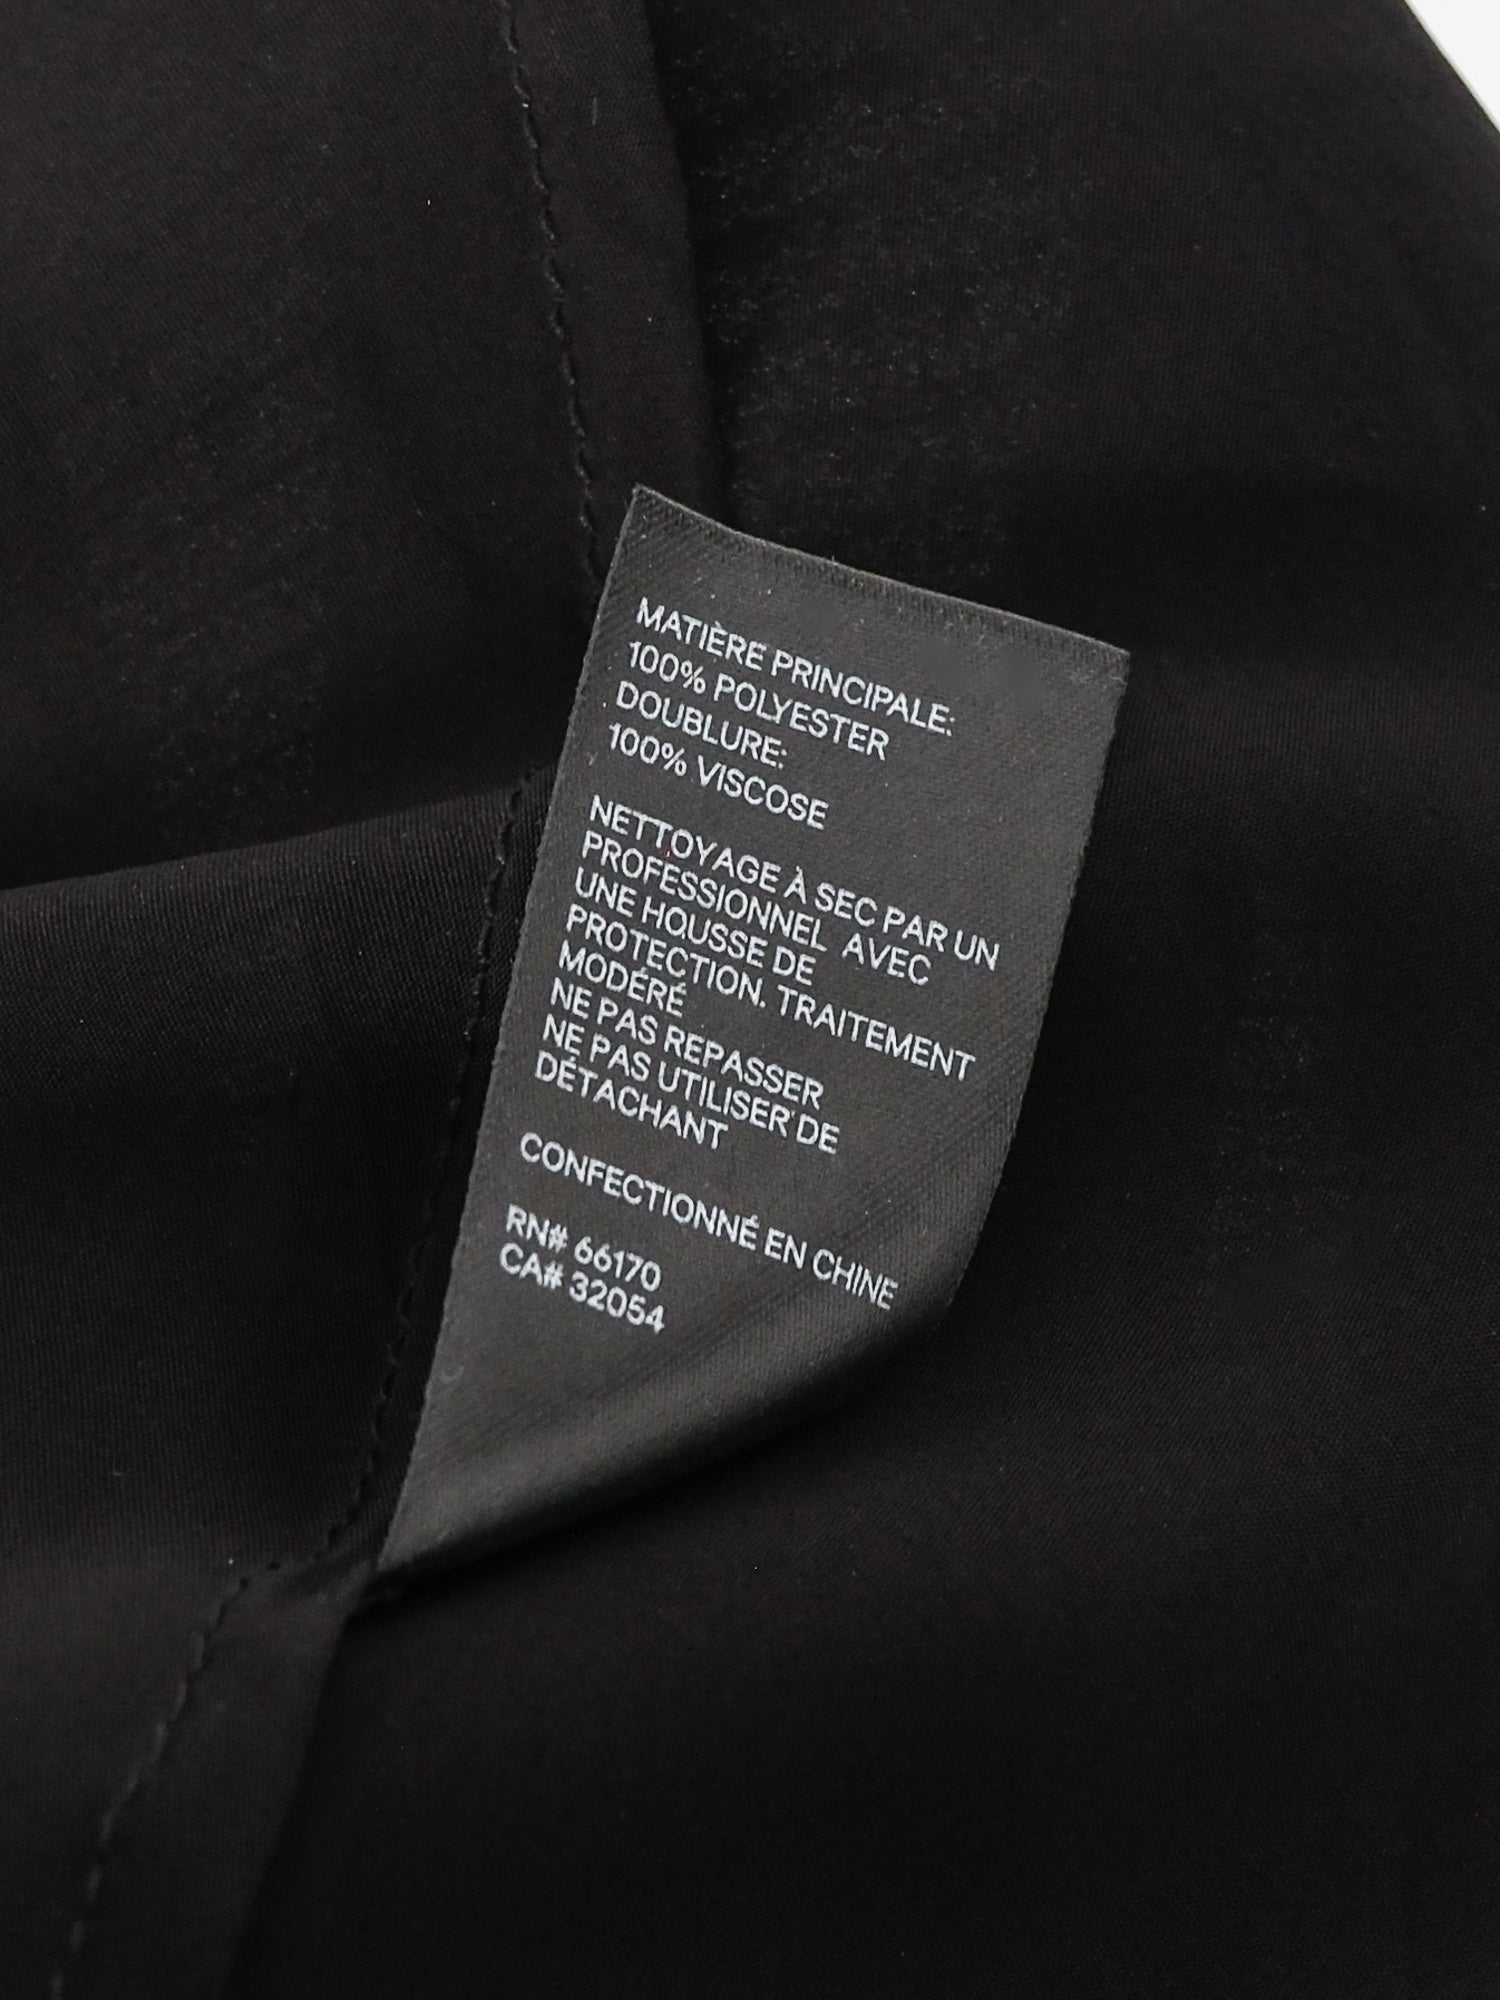 MATIÈRE PRINCIPALE:
100% POLYESTER
DOUBLURE:
100% VISCOSE
NETTOYAGE À SEC PAR UN
PROFESSIONNEL AVEC
UNE HOUSSE DE
PROTECTION. TRAITEMENT
MODÉRÉ
NE PAS REPASSER
NE PAS UTILISER DE
DÉTACHANT
CONFECTIONNÉ EN CHINE
RN# 66170
CA# 32054